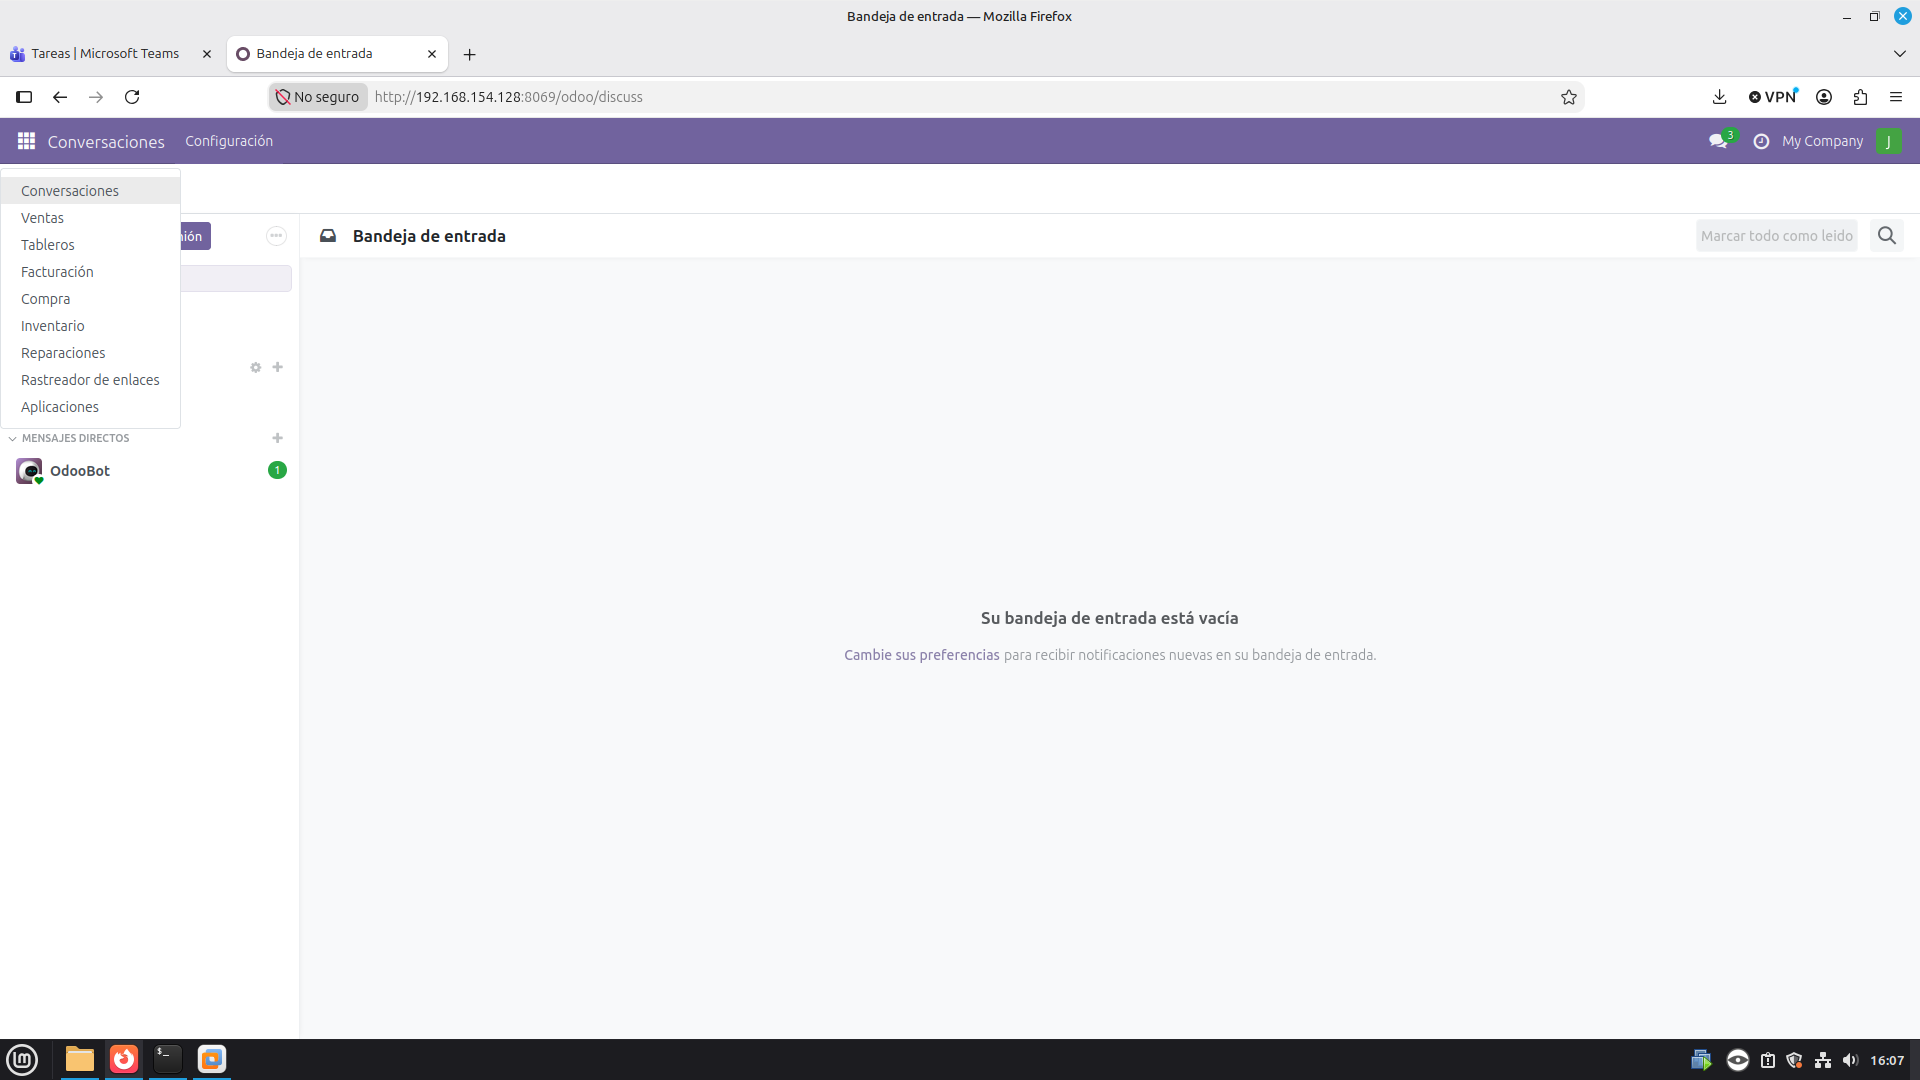 Bandeja de entrada — Mozilla Firefox
Tareas | Microsoft Teams
Bandeja de entrada
No seguro
http://192.168.154.128:8069/odoo/discuss
VPN
Conversaciones
Configuración
3
My Company
J
Conversaciones
Ventas
Tableros
Facturación
Compra
Inventario
Reparaciones
Rastreador de enlaces
Aplicaciones
Bandeja de entrada
Marcar todo como leido
MENSAJES DIRECTOS
OdooBot
1
Su bandeja de entrada está vacía
Cambie sus preferencias para recibir notificaciones nuevas en su bandeja de entrada.
16:07